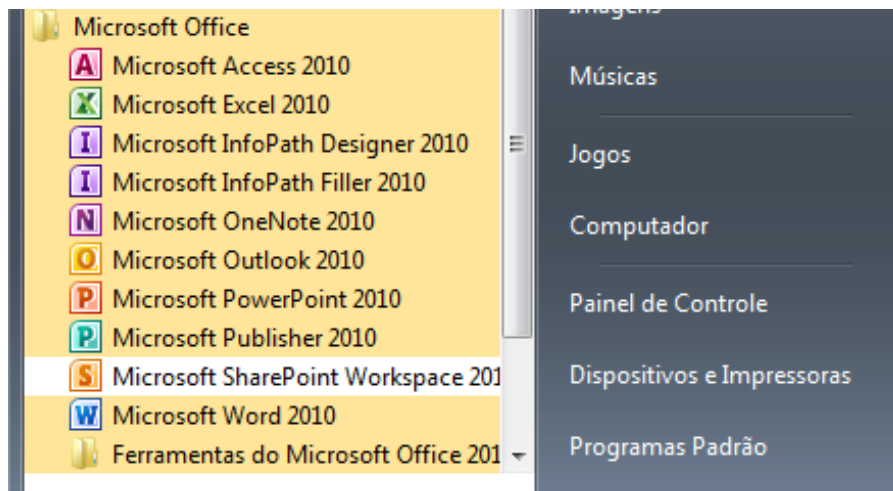 Microsoft Office
Microsoft Access 2010
Microsoft Excel 2010
Microsoft InfoPath Designer 2010
Microsoft InfoPath Filler 2010
Microsoft OneNote 2010
Microsoft Outlook 2010
Microsoft PowerPoint 2010
Microsoft Publisher 2010
Microsoft SharePoint Workspace 201
Microsoft Word 2010
Ferramentas do Microsoft Office 201
Imagens
Músicas
Jogos
Computador
Painel de Controle
Dispositivos e Impressoras
Programas Padrão